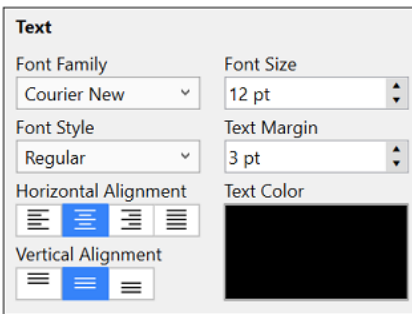 Text
Font Family Font Size
Courier New 12 pt
Font Style Text Margin
Regular 3 pt
Horizontal Alignment Text Color
Vertical Alignment